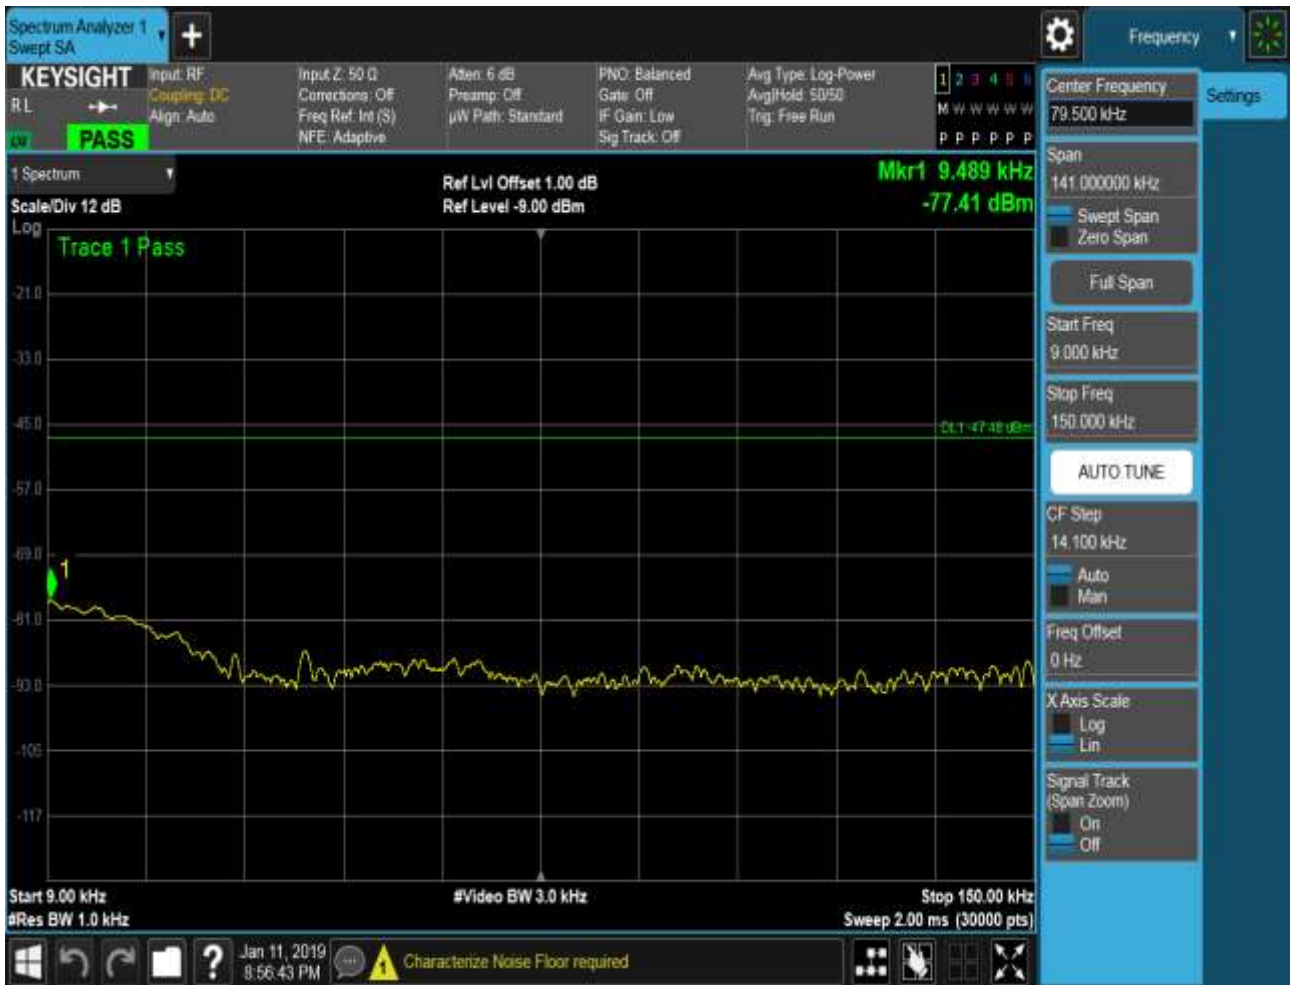 Spectrum Analyzer 1
Swept SA
Frequency
KEYSIGHT
R L
PASS
Input: RF
Coupling: DC
Align: Auto
Input Z: 50 Ω
Corrections: Off
Freq Ref: Int (S)
NFE: Adaptive
Atten: 6 dB
Preamp: Off
µW Path: Standard
PNO: Balanced
Gate: Off
IF Gain: Low
Sig Track: Off
Avg Type: Log-Power
Avg|Hold: 50/50
Trig: Free Run
1 2 3 4 5 6
M W W W W W
P P P P P P
1 Spectrum
Scale/Div 12 dB
Ref Lvl Offset 1.00 dB
Ref Level -9.00 dBm
Mkr1 9.489 kHz
-77.41 dBm
Log
Trace 1 Pass
-21.0
-33.0
-45.0
DL1 -47.48 dBm
-57.0
-69.0
1
-81.0
-93.0
-105
-117
Start 9.00 kHz
#Res BW 1.0 kHz
#Video BW 3.0 kHz
Stop 150.00 kHz
Sweep 2.00 ms (30000 pts)
Center Frequency
79.500 kHz
Settings
Span
141.000000 kHz
Swept Span
Zero Span
Full Span
Start Freq
9.000 kHz
Stop Freq
150.000 kHz
AUTO TUNE
CF Step
14.100 kHz
Auto
Man
Freq Offset
0 Hz
X Axis Scale
Log
Lin
Signal Track
(Span Zoom)
On
Off
?
Jan 11, 2019
8:56:43 PM
1
Characterize Noise Floor required